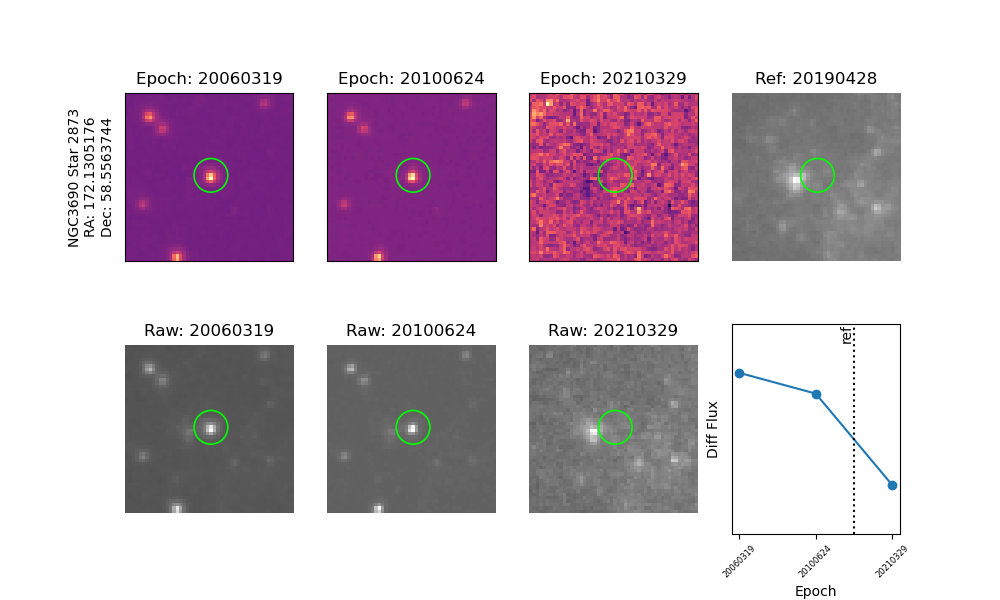 Epoch: 20060319
Epoch: 20100624
Epoch: 20210329
Ref: 20190428
NGC3690 Star 2873
RA: 172.1305176
Dec: 58.5563744
Raw: 20060319
Raw: 20100624
Raw: 20210329
ref
Diff Flux
20060319
20100624
20210329
Epoch